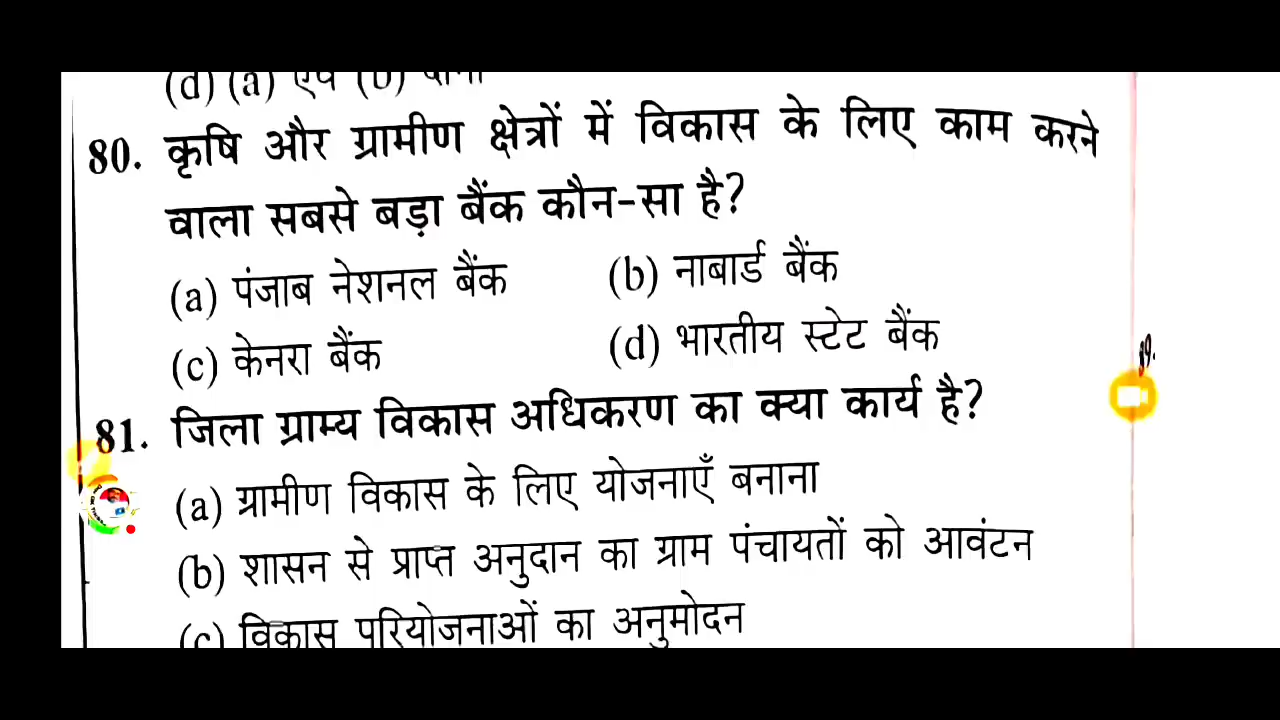 (d) (a) एवं (b) दोनों
80. कृषि और ग्रामीण क्षेत्रों में विकास के लिए काम करने
वाला सबसे बड़ा बैंक कौन-सा है?
(a) पंजाब नेशनल बैंक (b) नाबार्ड बैंक
(c) केनरा बैंक (d) भारतीय स्टेट बैंक
81. जिला ग्राम्य विकास अधिकरण का क्या कार्य है?
(a) ग्रामीण विकास के लिए योजनाएँ बनाना
(b) शासन से प्राप्त अनुदान का ग्राम पंचायतों को आवंटन
(c) विकास परियोजनाओं का अनुमोदन